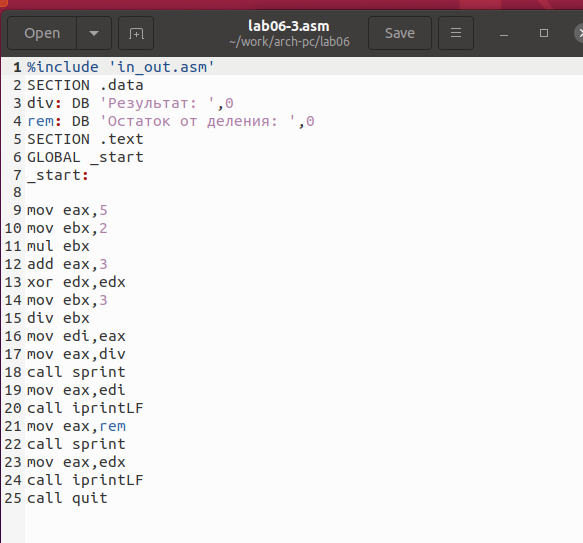 Open
lab06-3.asm
~/work/arch-pc/lab06
Save
1 %include 'in_out.asm'
2 SECTION .data
3 div: DB 'Результат: ',0
4 rem: DB 'Остаток от деления: ',0
5 SECTION .text
6 GLOBAL _start
7 _start:
8
9 mov eax,5
10 mov ebx,2
11 mul ebx
12 add eax,3
13 xor edx,edx
14 mov ebx,3
15 div ebx
16 mov edi,eax
17 mov eax,div
18 call sprint
19 mov eax,edi
20 call iprintLF
21 mov eax,rem
22 call sprint
23 mov eax,edx
24 call iprintLF
25 call quit